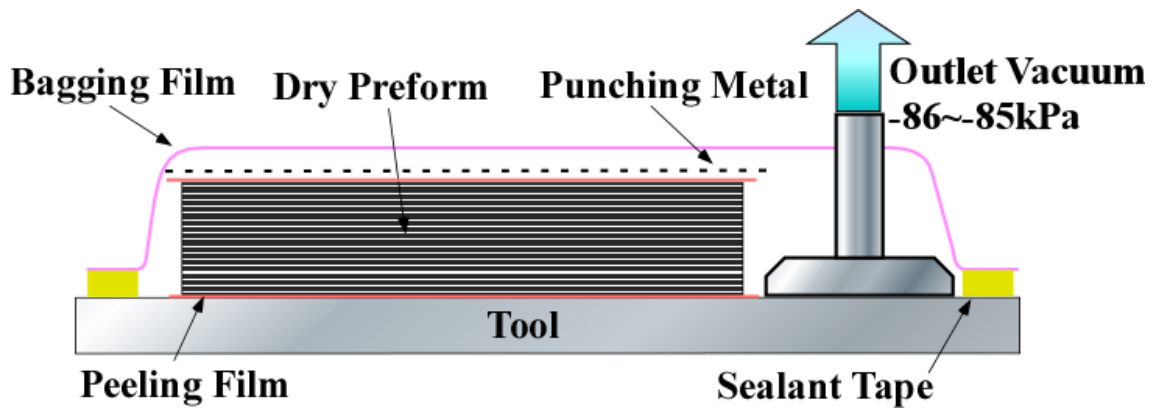 Bagging Film
Dry Preform
Punching Metal
Outlet Vacuum
-86~-85kPa
Tool
Peeling Film
Sealant Tape